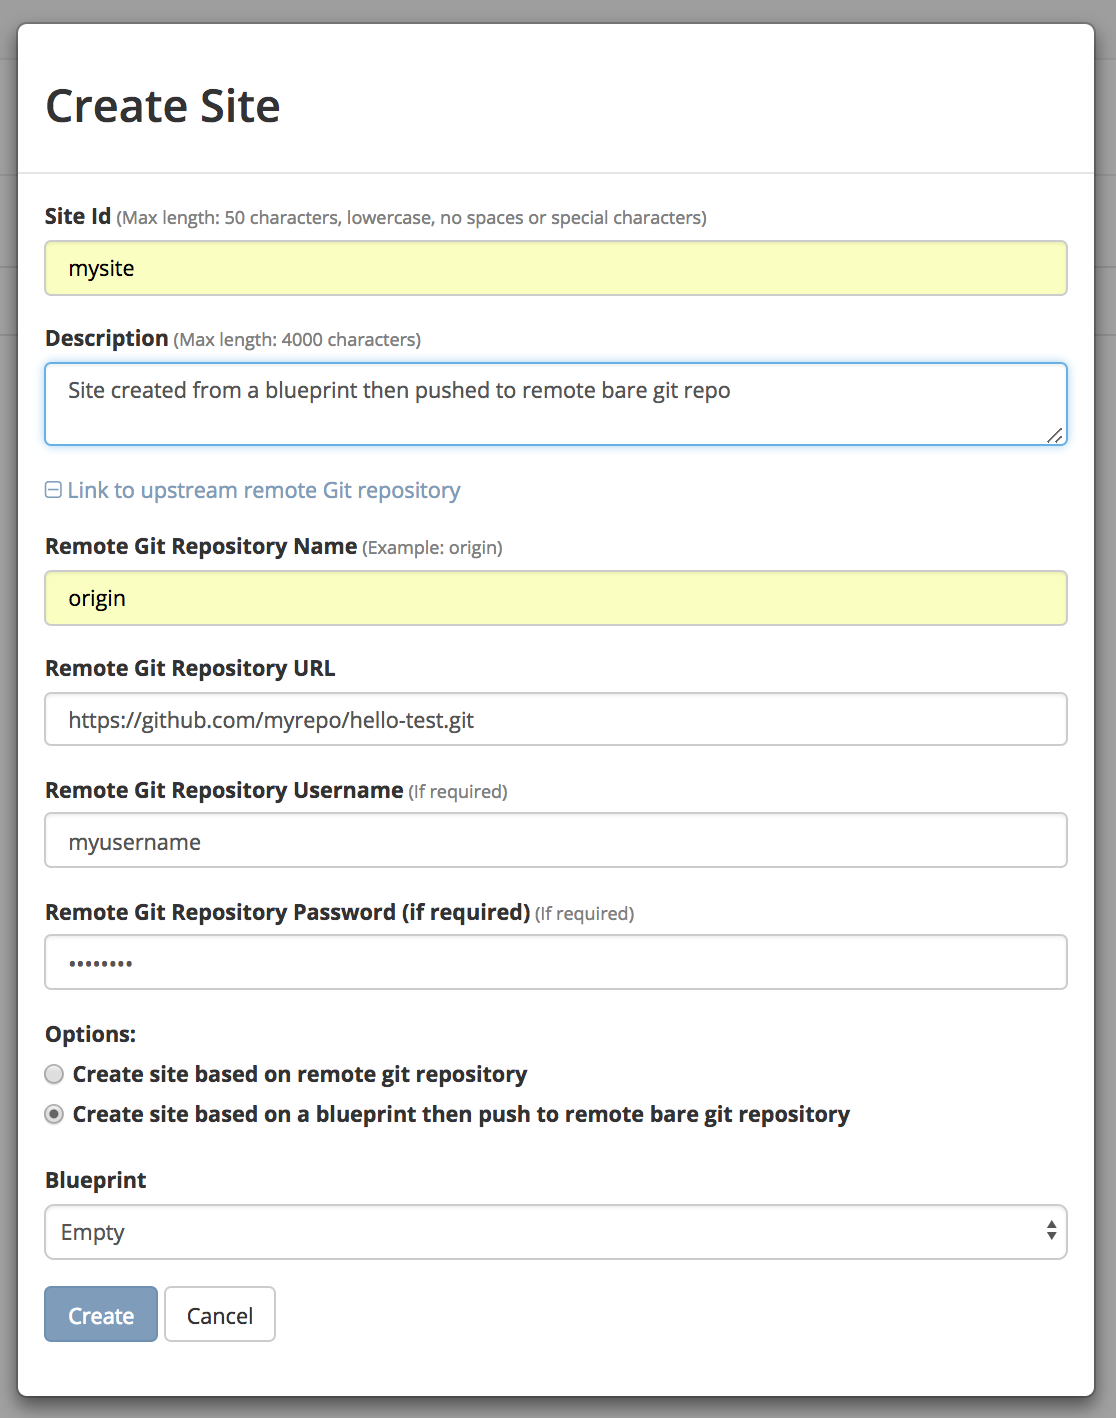 Create Site
Site Id (Max length: 50 characters, lowercase, no spaces or special characters)
mysite
Description (Max length: 4000 characters)
Site created from a blueprint then pushed to remote bare git repo
Link to upstream remote Git repository
Remote Git Repository Name (Example: origin)
origin
Remote Git Repository URL
https://github.com/myrepo/hello-test.git
Remote Git Repository Username (If required)
myusername
Remote Git Repository Password (if required) (If required)
••••••••
Options:
Create site based on remote git repository
Create site based on a blueprint then push to remote bare git repository
Blueprint
Empty
Create Cancel